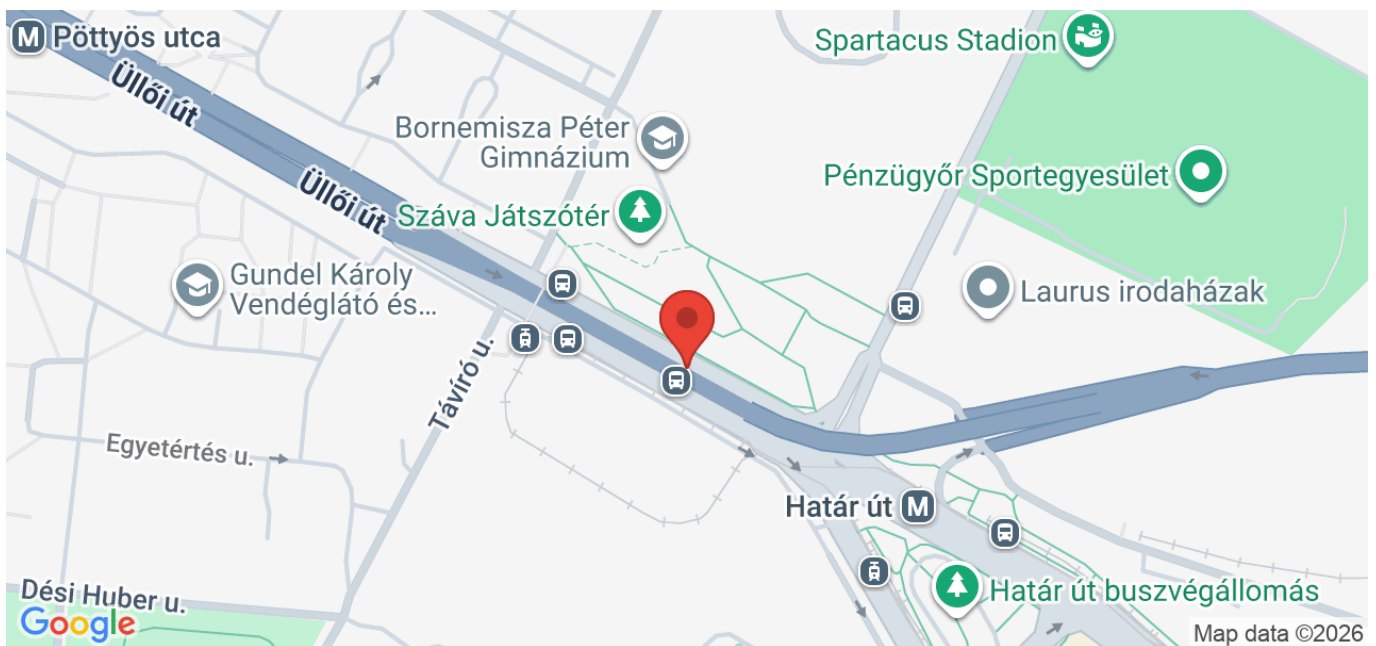 Pöttyös utca
Spartacus Stadion
Üllői út
Bornemisza Péter
Gimnázium
Pénzügyőr Sportegyesület
Üllői út
Száva Játszótér
Gundel Károly
Vendéglátó és...
Laurus irodaházak
Távíró u.
Egyetértés u.
Határ út
Dési Huber u.
Határ út buszvégállomás
Google
Map data ©2026